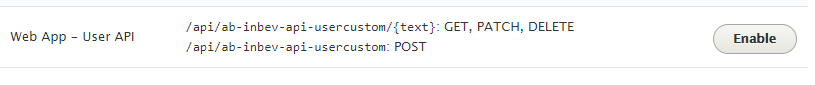 Web App – User API
/api/ab-inbev-api-usercustom/{text}: GET, PATCH, DELETE
/api/ab-inbev-api-usercustom: POST
Enable